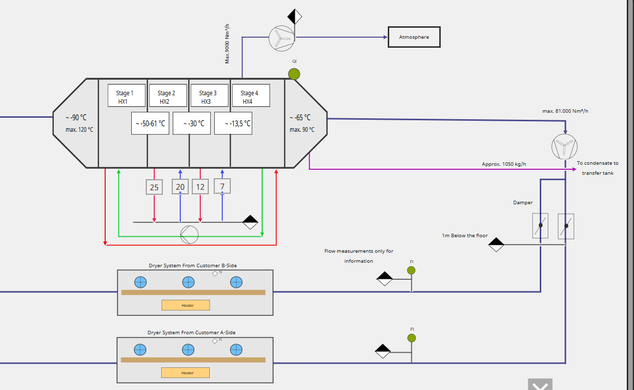 Max.9000 Nm³/h
Atmosphere
QI
Stage 1
HX1
Stage 2
HX2
Stage 3
HX3
Stage 4
HX4
~ -90 °C
max. 120 °C
~ -50-61 °C
~ -30 °C
~ -13,5 °C
~ -65 °C
max. 90 °C
max. 81.000 Nm³/h
Approx. 1050 kg/h
To condensate to
transfer tank
25
20
12
7
Damper
1m Below the floor
Flow measurements only for
information
FI
Dryer System From Customer B-Side
Dryer System From Customer A-Side
FI